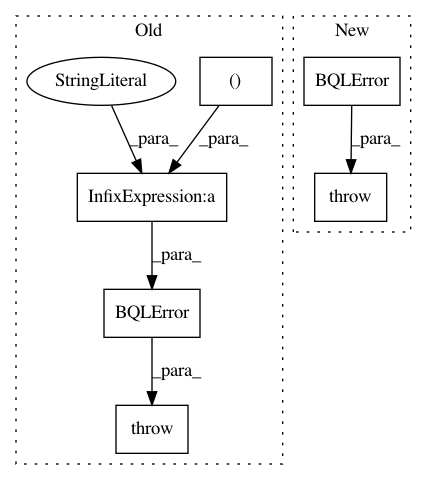 Old
New
StringLiteral
()
BQLError
_para_
_para_
_para_
InfixExpression:a
throw
_para_
BQLError
_para_
throw